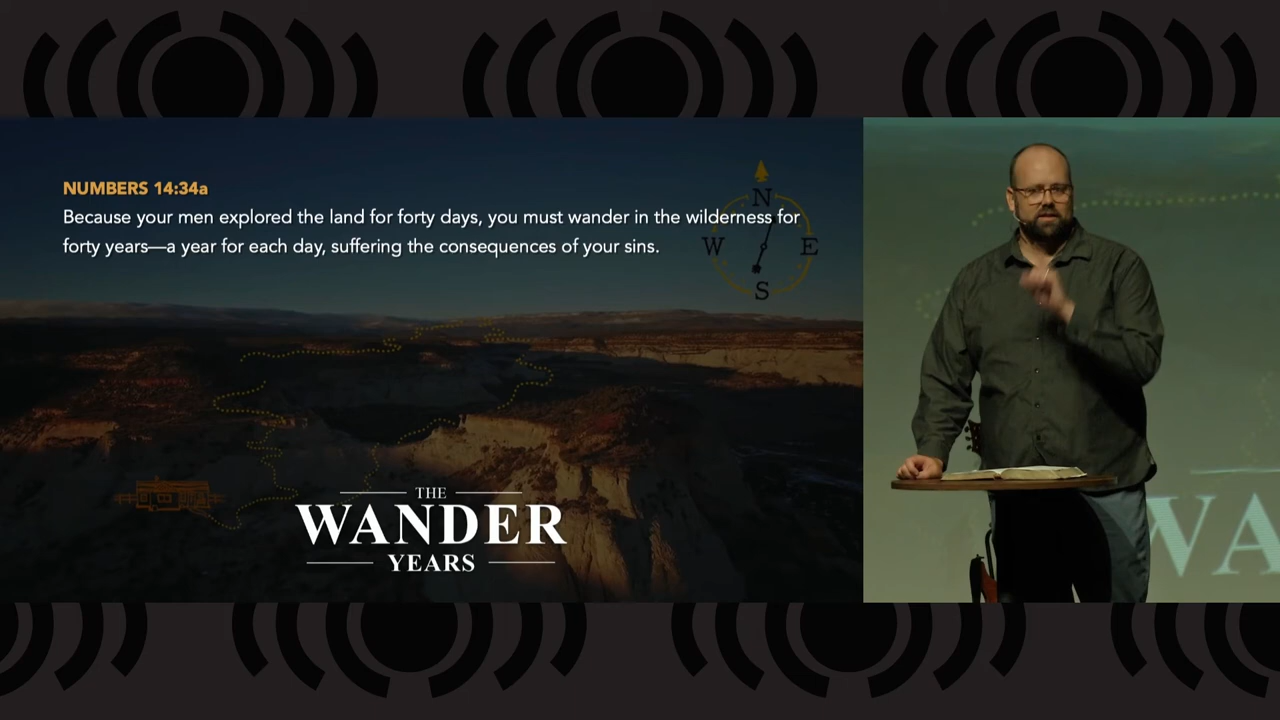 NUMBERS 14:34a
Because your men explored the land for forty days, you must wander in the wilderness for
forty years—a year for each day, suffering the consequences of your sins.
N
W
E
S
THE
WANDER
YEARS
WA